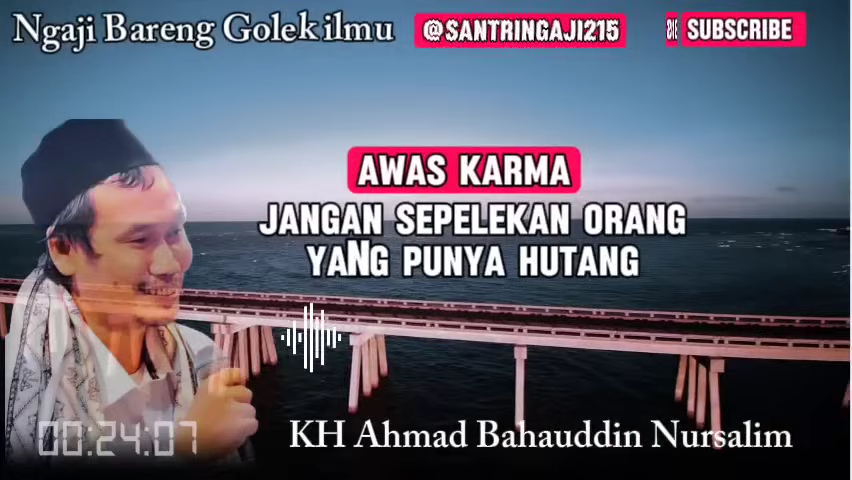 Ngaji Bareng Golek ilmu
@SANTRINGAJI215
SUBSCRIBE
AWAS KARMA
JANGAN SEPELEKAN ORANG
YANG PUNYA HUTANG
00:24:07
KH Ahmad Bahauddin Nursalim